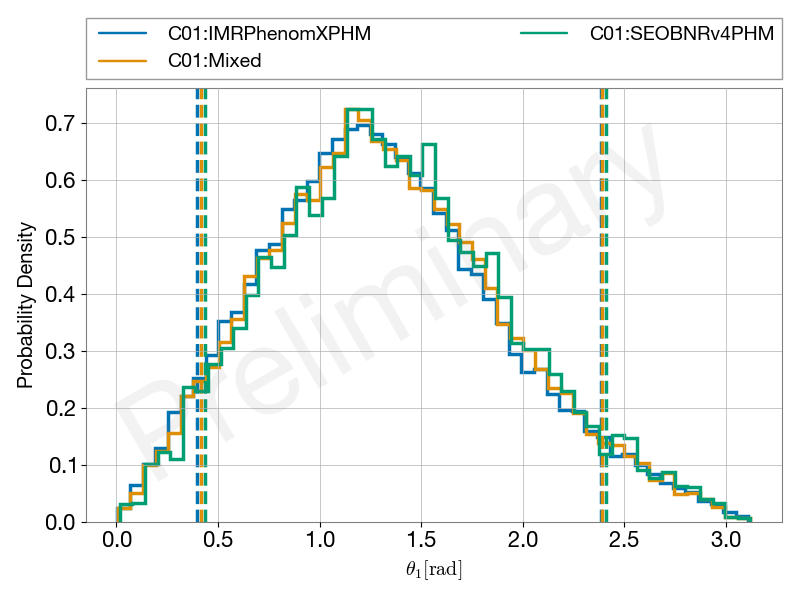 C01:IMRPhenomXPHM
C01:Mixed
C01:SEOBNRv4PHM
Preliminary
Probability Density
0.7
0.6
0.5
0.4
0.3
0.2
0.1
0.0
0.0 0.5 1.0 1.5 2.0 2.5 3.0
θ₁[rad]